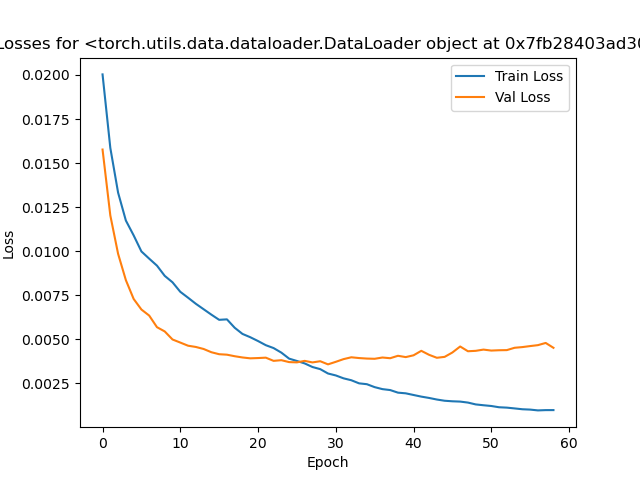 Losses for <torch.utils.data.dataloader.DataLoader object at 0x7fb28403ad30
Train Loss
Val Loss
0.0200
0.0175
0.0150
0.0125
0.0100
0.0075
0.0050
0.0025
Loss
0 10 20 30 40 50 60
Epoch